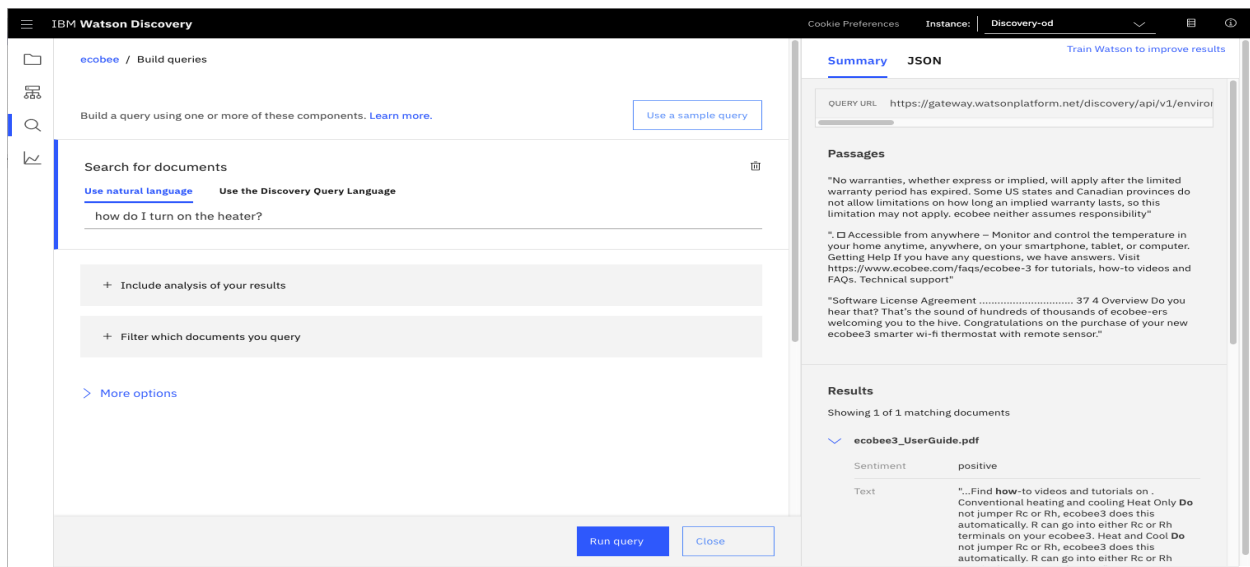 IBM Watson Discovery
Cookie Preferences
Instance:
Discovery-od
ecobee / Build queries
Build a query using one or more of these components. Learn more.
Use a sample query
Search for documents
Use natural language
Use the Discovery Query Language
how do I turn on the heater?
+ Include analysis of your results
+ Filter which documents you query
More options
Run query
Close
Train Watson to improve results
Summary
JSON
QUERY URL
https://gateway.watsonplatform.net/discovery/api/v1/enviror
Passages
"No warranties, whether express or implied, will apply after the limited
warranty period has expired. Some US states and Canadian provinces do
not allow limitations on how long an implied warranty lasts, so this
limitation may not apply. ecobee neither assumes responsibility"
". □ Accessible from anywhere – Monitor and control the temperature in
your home anytime, anywhere, on your smartphone, tablet, or computer.
Getting Help If you have any questions, we have answers. Visit
https://www.ecobee.com/faqs/ecobee-3 for tutorials, how-to videos and
FAQs. Technical support"
"Software License Agreement ............................... 37 4 Overview Do you
hear that? That's the sound of hundreds of thousands of ecobee-ers
welcoming you to the hive. Congratulations on the purchase of your new
ecobee3 smarter wi-fi thermostat with remote sensor."
Results
Showing 1 of 1 matching documents
ecobee3_UserGuide.pdf
Sentiment
positive
Text
"...Find how-to videos and tutorials on .
Conventional heating and cooling Heat Only Do
not jumper Rc or Rh, ecobee3 does this
automatically. R can go into either Rc or Rh
terminals on your ecobee3. Heat and Cool Do
not jumper Rc or Rh, ecobee3 does this
automatically. R can go into either Rc or Rh